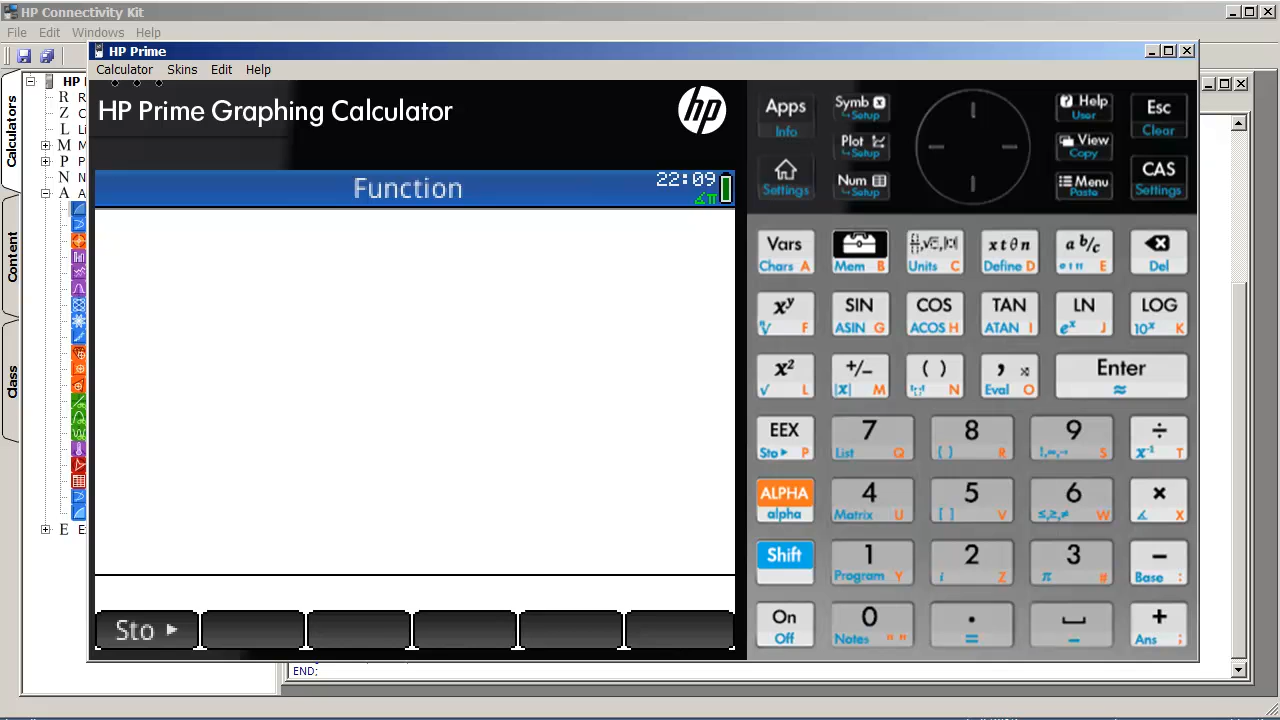 HP Connectivity Kit
File Edit Windows Help
HP Prime
Calculator Skins Edit Help
Calculators
Content
class
HP
R
Z
L
M
P
N
A
E
HP Prime Graphing Calculator
hp
Function
22:09
∡π
Sto ▶
END;
Apps
Info
Symb
Setup
Help
User
Esc
Clear
Plot
Setup
View
Copy
Settings
Num
Setup
Menu
Paste
CAS
Settings
Vars
Chars A
Mem B
Units C
x t θ n
Define D
a b/c
E
Del
xʸ
F
SIN
ASIN G
COS
ACOS H
TAN
ATAN I
LN
eˣ J
LOG
10ˣ K
x²
√ L
+/−
|x| M
( )
N
,
Eval O
Enter
≈
EEX
Sto ▶ P
7
List Q
8
{ } R
9
!,∞,→ S
÷
x⁻¹ T
ALPHA
alpha
4
Matrix U
5
[ ] V
6
≤,≥,≠ W
×
∡ X
Shift
1
Program Y
2
i Z
3
π #
−
Base :
On
Off
0
Notes " "
.
=
_
+
Ans ;